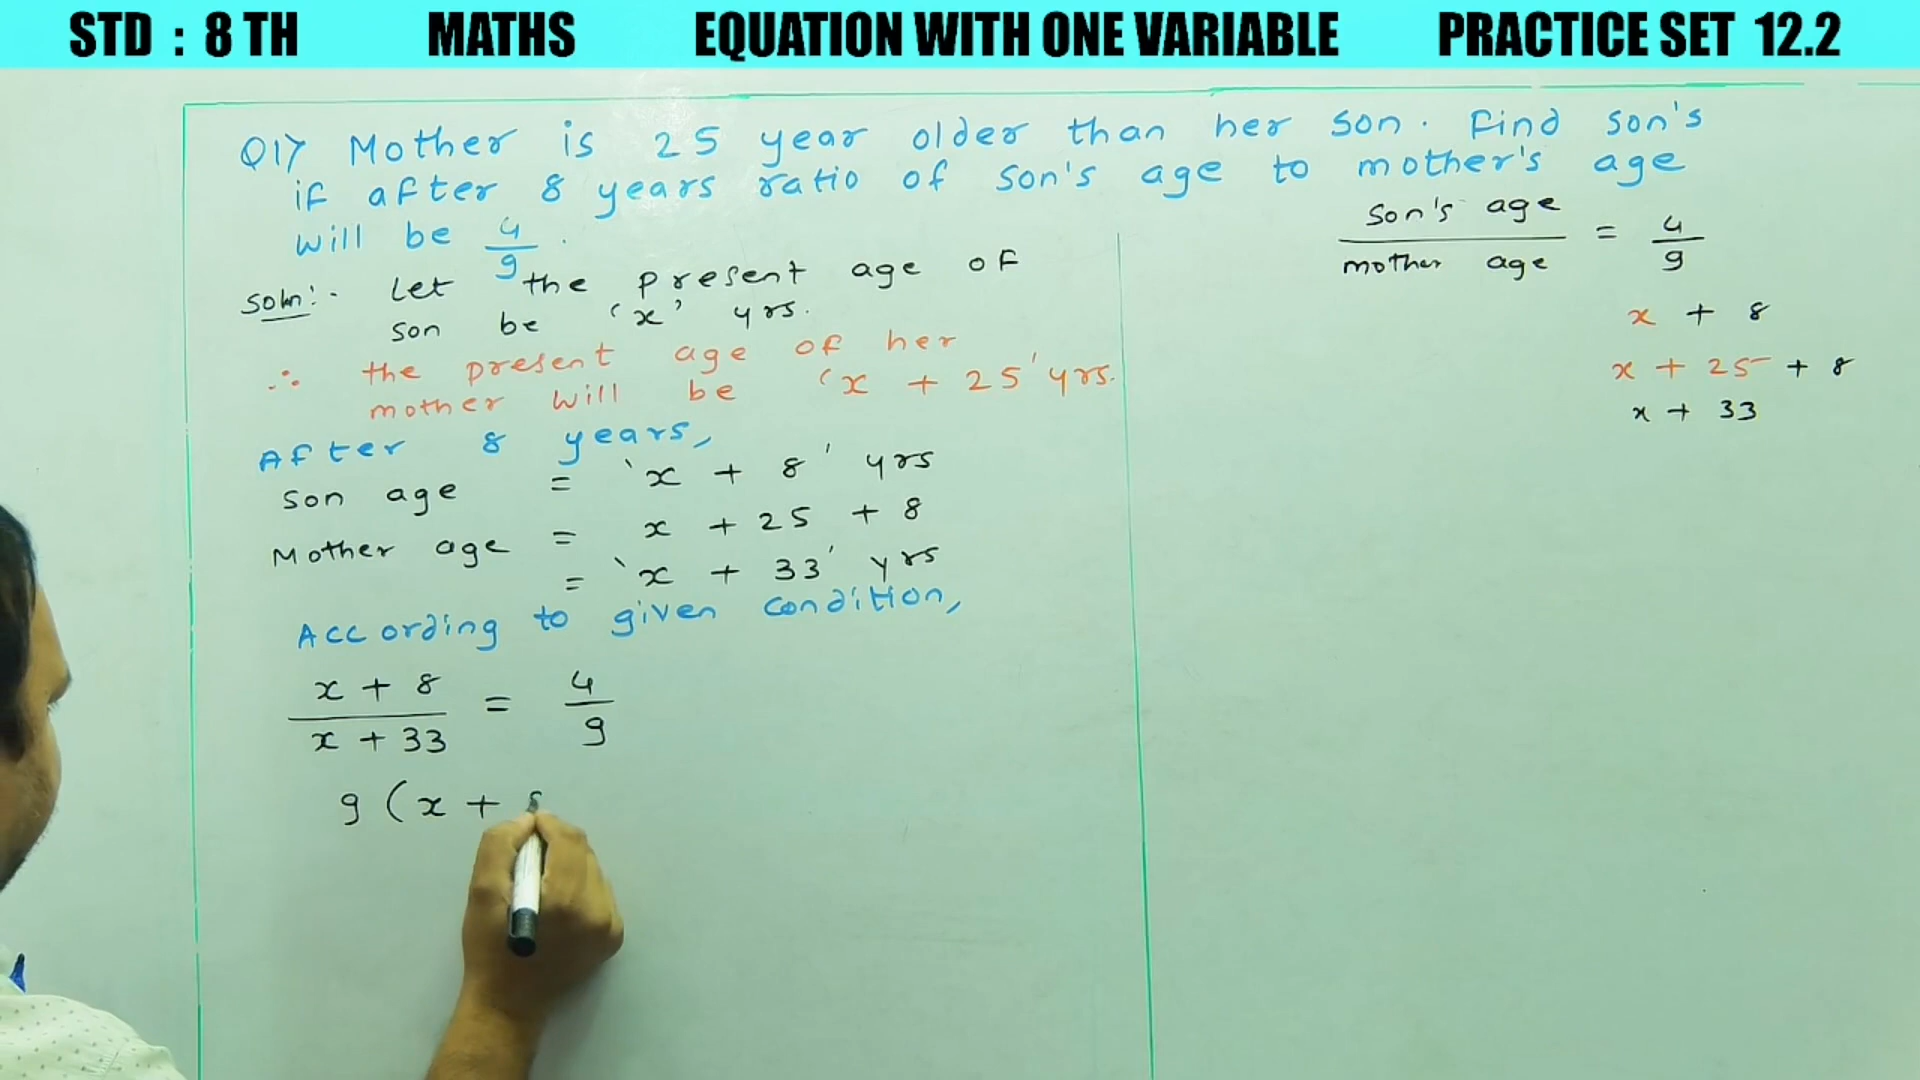 STD : 8 TH MATHS EQUATION WITH ONE VARIABLE PRACTICE SET 12.2
Q1) Mother is 25 year older than her son. Find son's
if after 8 years ratio of son's age to mother's age
will be 4/9.
Soln:- Let the present age of
son be 'x' yrs.
∴ the present age of her
mother will be 'x + 25' yrs.
After 8 years,
Son age = 'x + 8' yrs
Mother age = x + 25 + 8
= 'x + 33' yrs
According to given condition,
x + 8 / x + 33 = 4/9
9 (x +
Son's age / mother age = 4/9
x + 8
x + 25 + 8
x + 33